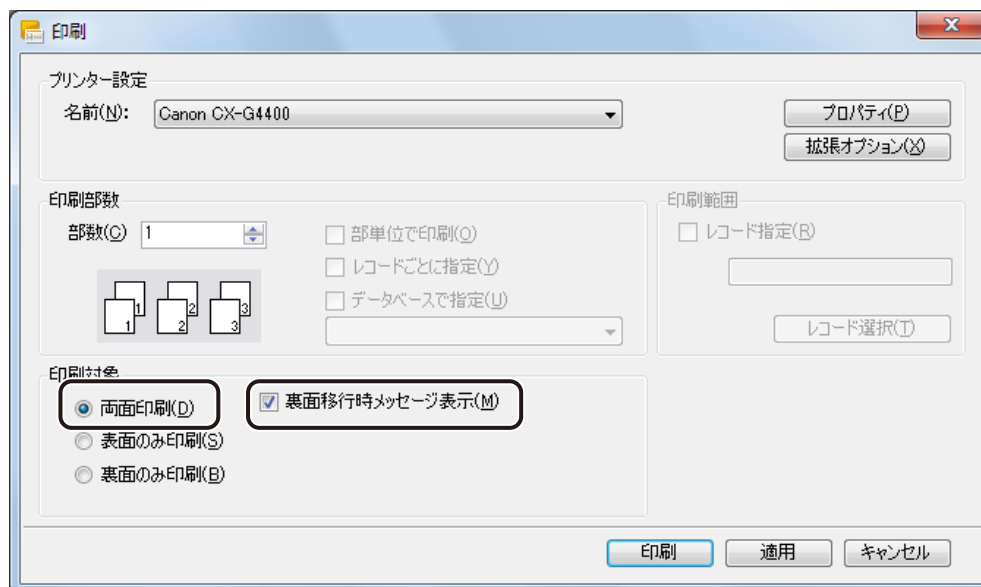 印刷
プリンター設定
名前(N): Canon CX-G4400 プロパティ(P)
拡張オプション(X)
印刷部数 印刷範囲
部数(C) 1 部単位で印刷(O) レコード指定(R)
レコードごとに指定(Y)
データベースで指定(U)
1 1 2 2 3 3
レコード選択(T)
印刷対象
両面印刷(D) 裏面移行時メッセージ表示(M)
表面のみ印刷(S)
裏面のみ印刷(B)
印刷 適用 キャンセル